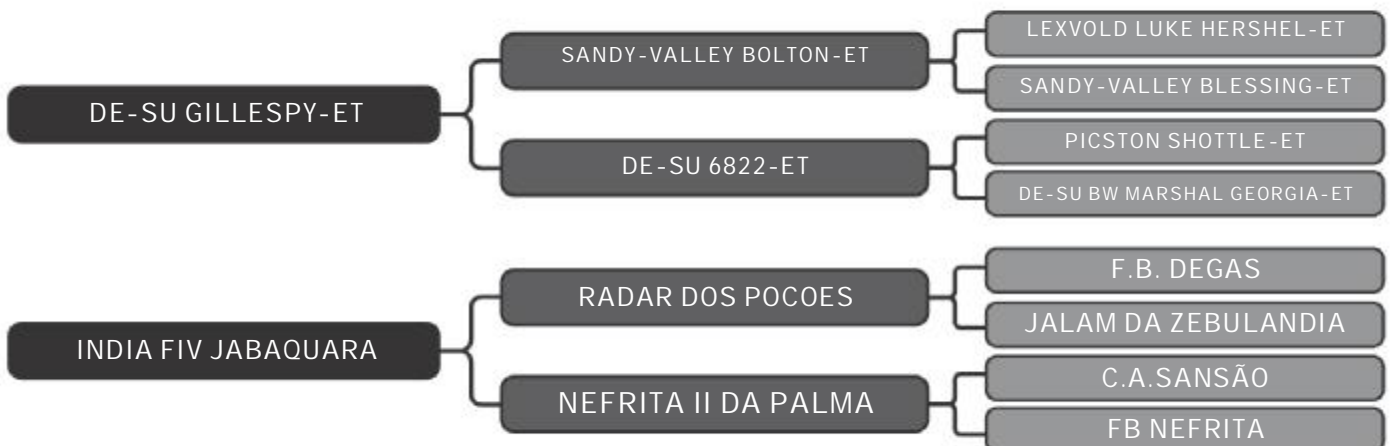 DE-SU GILLESPY-ET
SANDY-VALLEY BOLTON-ET
LEXVOLD LUKE HERSHEL-ET
SANDY-VALLEY BLESSING-ET
DE-SU 6822-ET
PICSTON SHOTTLE-ET
DE-SU BW MARSHAL GEORGIA-ET
INDIA FIV JABAQUARA
RADAR DOS POCOES
F.B. DEGAS
JALAM DA ZEBULANDIA
NEFRITA II DA PALMA
C.A.SANSÃO
FB NEFRITA